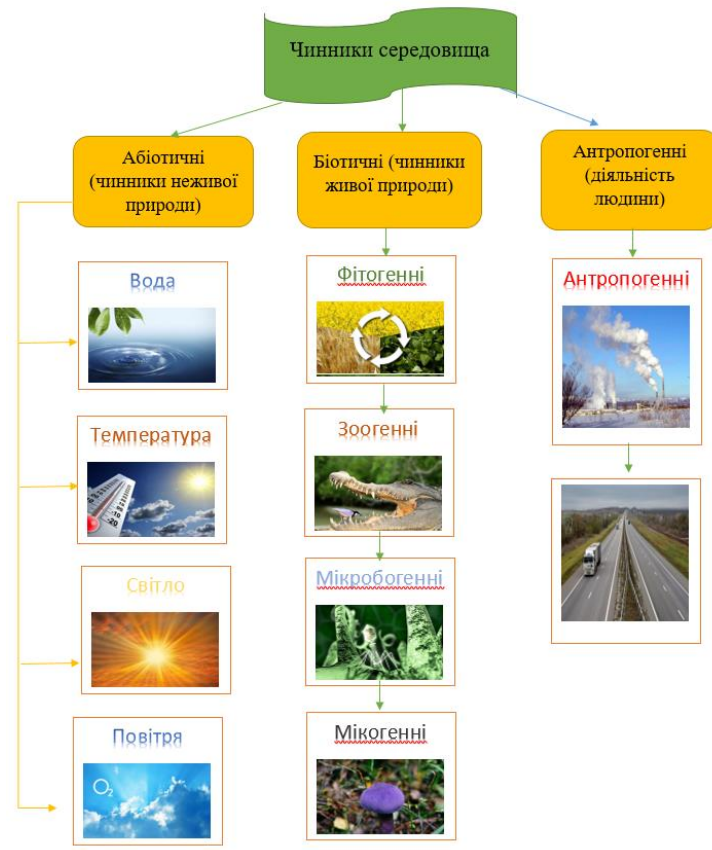 Чинники середовища
Абіотичні
(чинники неживої
природи)
Біотичні (чинники
живої природи)
Антропогенні
(діяльність
людини)
Вода
Температура
Світло
Повітря
O₂
Фітогенні
Зоогенні
Мікробогенні
Мікогенні
Антропогенні